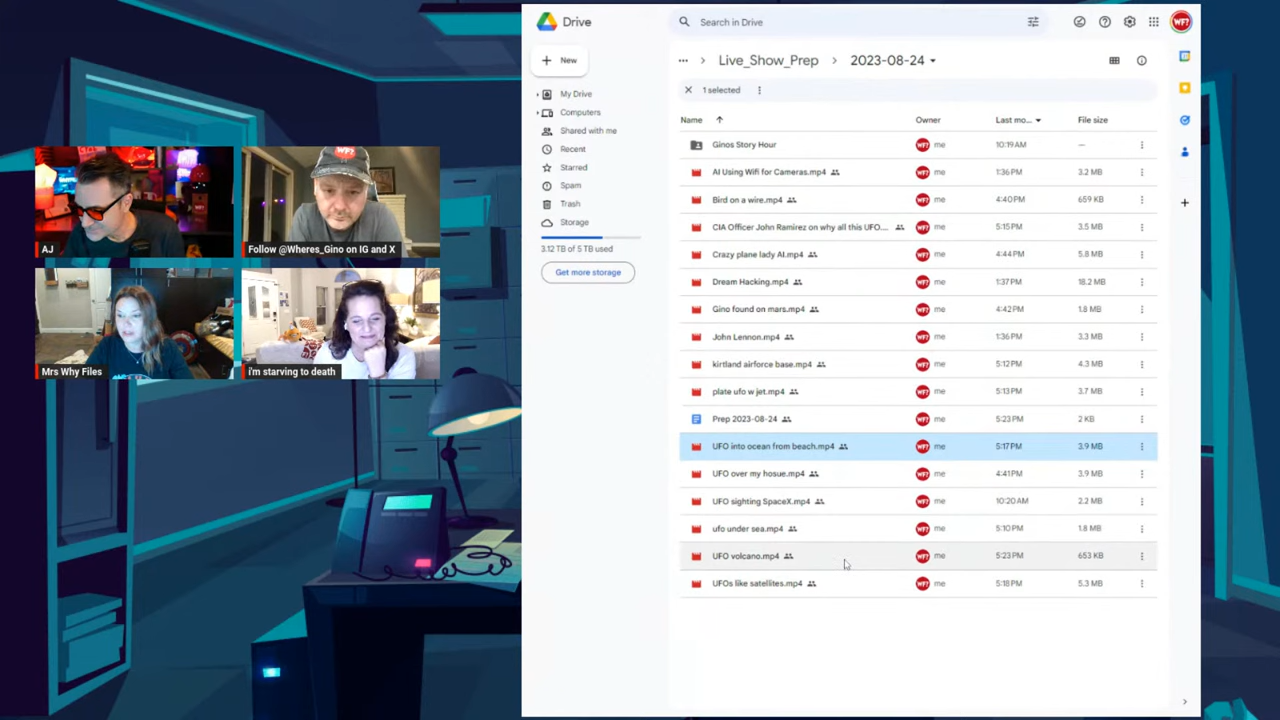 Drive
Search in Drive
WF?
New
Live_Show_Prep > 2023-08-24
1 selected
My Drive
Computers
Shared with me
Recent
Starred
Spam
Trash
Storage
3.12 TB of 5 TB used
Get more storage
Name Owner Last mo... File size
Ginos Story Hour me 10:19 AM —
AI Using Wifi for Cameras.mp4 me 1:36 PM 3.2 MB
Bird on a wire.mp4 me 4:40 PM 659 KB
CIA Officer John Ramirez on why all this UFO.... me 5:15 PM 3.5 MB
Crazy plane lady AI.mp4 me 4:44 PM 5.8 MB
Dream Hacking.mp4 me 1:37 PM 18.2 MB
Gino found on mars.mp4 me 4:42 PM 1.8 MB
John Lennon.mp4 me 1:36 PM 3.3 MB
kirtland airforce base.mp4 me 5:12 PM 4.3 MB
plate ufo w jet.mp4 me 5:13 PM 3.7 MB
Prep 2023-08-24 me 5:23 PM 2 KB
UFO into ocean from beach.mp4 me 5:17 PM 3.9 MB
UFO over my hosue.mp4 me 4:41 PM 3.9 MB
UFO sighting SpaceX.mp4 me 10:20 AM 2.2 MB
ufo under sea.mp4 me 5:10 PM 1.8 MB
UFO volcano.mp4 me 5:23 PM 653 KB
UFOs like satellites.mp4 me 5:18 PM 5.3 MB
AJ
Follow @Wheres_Gino on IG and X
Mrs Why Files
I'm starving to death